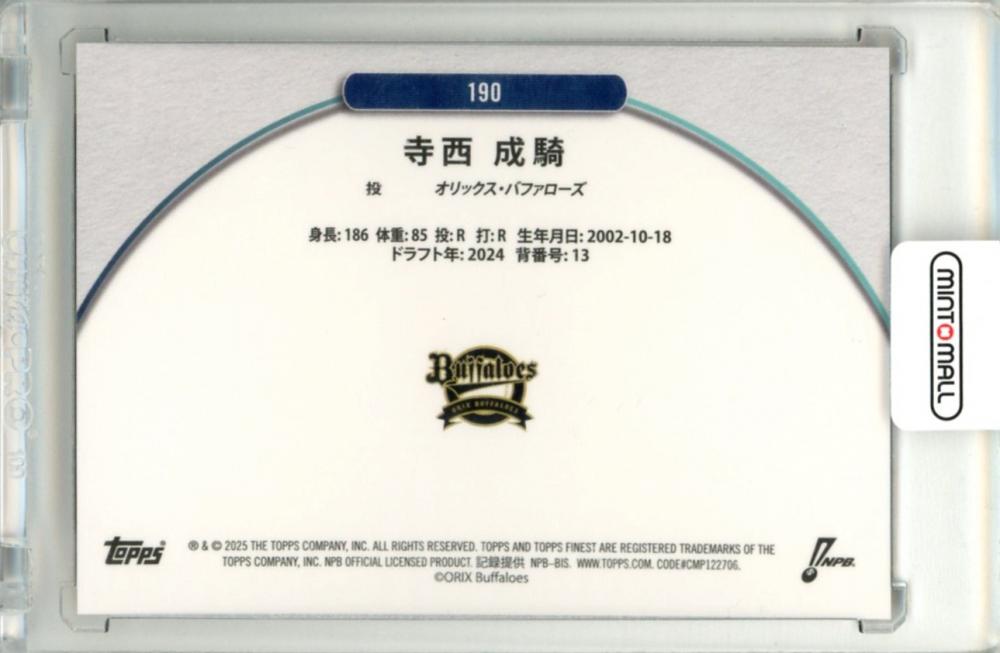 190
寺西 成騎
投 オリックス・バファローズ
身長: 186 体重: 85 投: R 打: R 生年月日: 2002-10-18
ドラフト年: 2024 背番号: 13
Buffaloes
ORIX BUFFALOES
topps
® & © 2025 THE TOPPS COMPANY, INC. ALL RIGHTS RESERVED. TOPPS AND TOPPS FINEST ARE REGISTERED TRADEMARKS OF THE
TOPPS COMPANY, INC. NPB OFFICIAL LICENSED PRODUCT. 記録提供 NPB-BIS. WWW.TOPPS.COM. CODE#CMP122706.
©ORIX Buffaloes
NPB.
MINT MALL